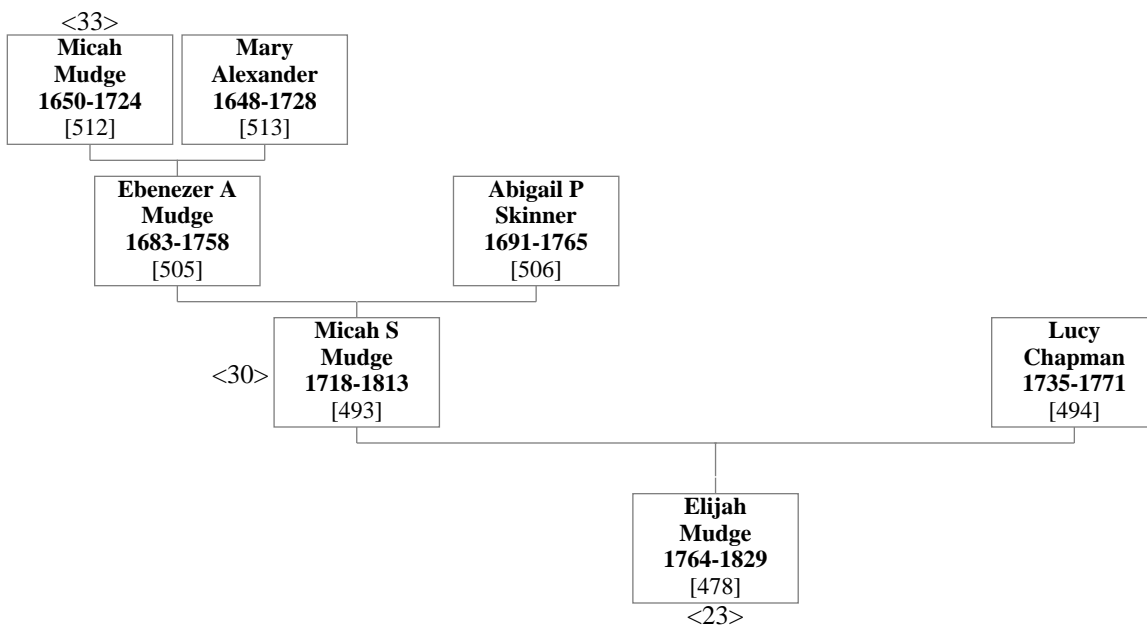 <33>
Micah
Mudge
1650-1724
[512]
Mary
Alexander
1648-1728
[513]
Ebenezer A
Mudge
1683-1758
[505]
Abigail P
Skinner
1691-1765
[506]
<30>
Micah S
Mudge
1718-1813
[493]
Lucy
Chapman
1735-1771
[494]
Elijah
Mudge
1764-1829
[478]
<23>